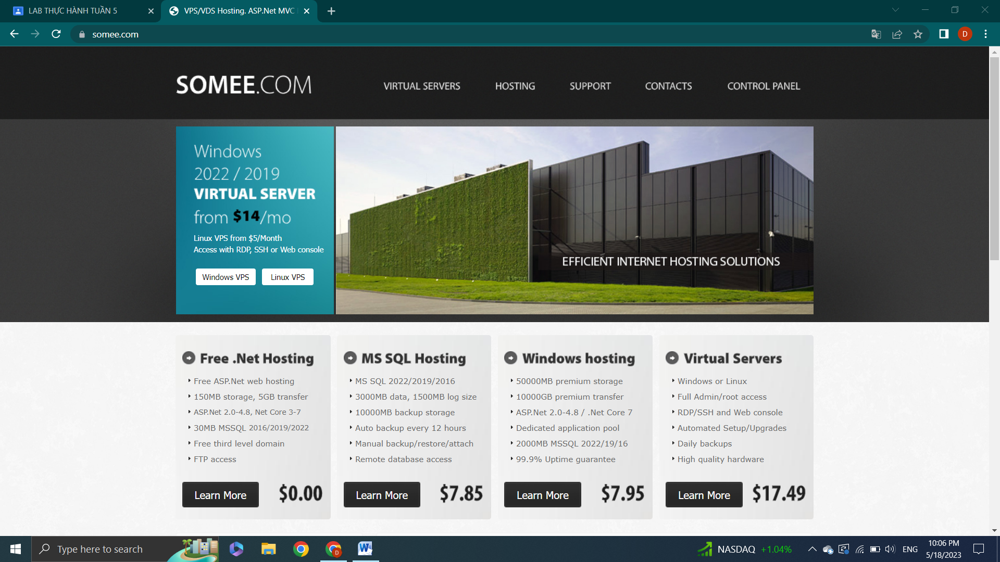 LAB THỰC HÀNH TUẦN 5
VPS/VDS Hosting. ASP.Net MVC
somee.com
D
SOMEE.COM
VIRTUAL SERVERS
HOSTING
SUPPORT
CONTACTS
CONTROL PANEL
Windows
2022 / 2019
VIRTUAL SERVER
from $14/mo
Linux VPS from $5/Month
Access with RDP, SSH or Web console
Windows VPS
Linux VPS
EFFICIENT INTERNET HOSTING SOLUTIONS
Free .Net Hosting
Free ASP.Net web hosting
150MB storage, 5GB transfer
ASP.Net 2.0-4.8, Net Core 3-7
30MB MSSQL 2016/2019/2022
Free third level domain
FTP access
Learn More
$0.00
MS SQL Hosting
MS SQL 2022/2019/2016
3000MB data, 1500MB log size
10000MB backup storage
Auto backup every 12 hours
Manual backup/restore/attach
Remote database access
Learn More
$7.85
Windows hosting
50000MB premium storage
10000GB premium transfer
ASP.Net 2.0-4.8 / .Net Core 7
Dedicated application pool
2000MB MSSQL 2022/19/16
99.9% Uptime guarantee
Learn More
$7.95
Virtual Servers
Windows or Linux
Full Admin/root access
RDP/SSH and Web console
Automated Setup/Upgrades
Daily backups
High quality hardware
Learn More
$17.49
Type here to search
D
W
NASDAQ +1.04%
ENG
10:06 PM
5/18/2023